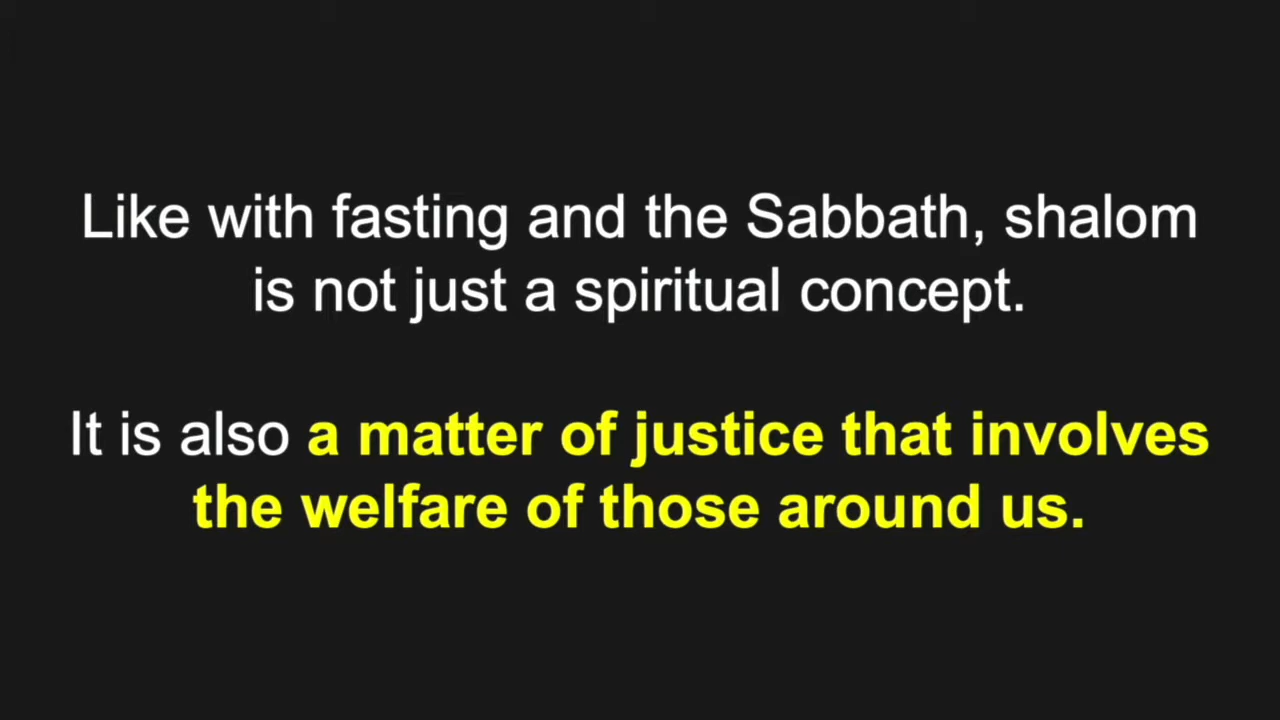 Like with fasting and the Sabbath, shalom
is not just a spiritual concept.
It is also a matter of justice that involves
the welfare of those around us.